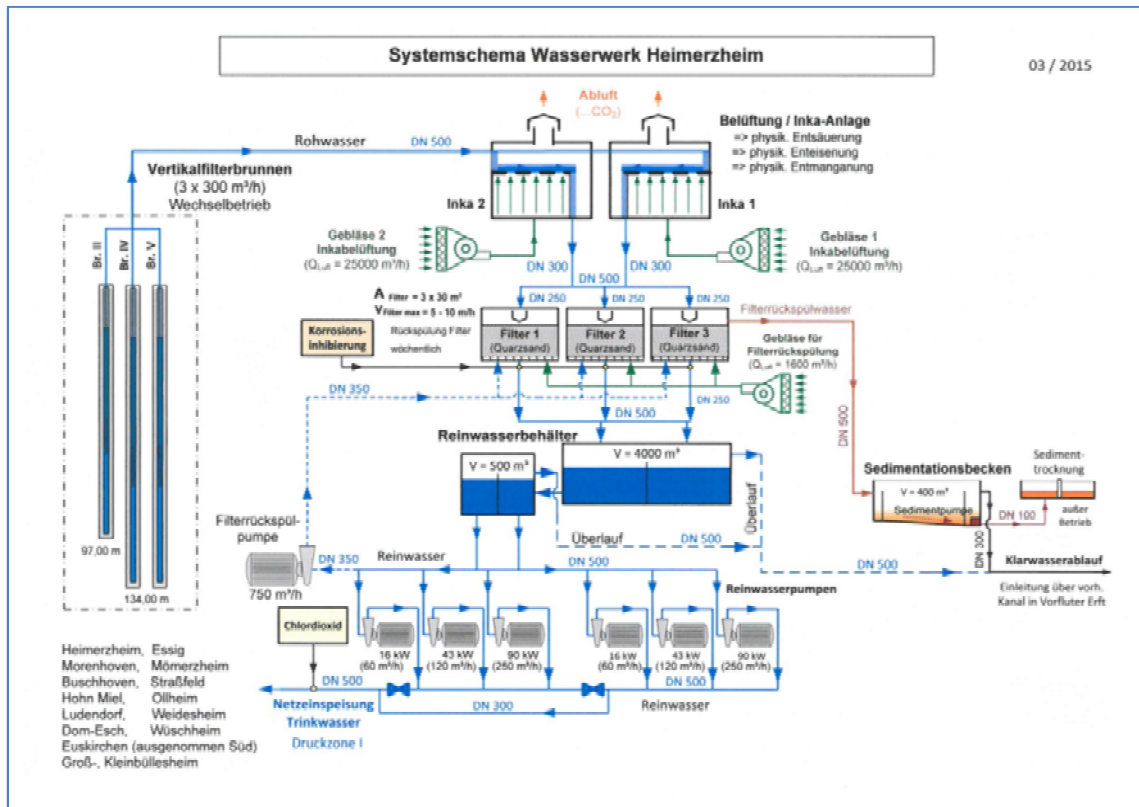 Systemschema Wasserwerk Heimerzheim
03 / 2015
Abluft
(...CO₂)
Belüftung / Inka-Anlage
=> physik. Entsäuerung
=> physik. Enteisenung
=> physik. Entmanganung
Rohwasser
DN 500
Vertikalfilterbrunnen
(3 x 300 m³/h)
Wechselbetrieb
Inka 2
Inka 1
Br. II
Br. IV
Br. V
Gebläse 2
Inkabelüftung
(Q Luft = 25000 m³/h)
Gebläse 1
Inkabelüftung
(Q Luft = 25000 m³/h)
DN 300
DN 300
DN 500
DN 250
DN 250
DN 250
A Filter = 3 x 30 m²
V Filter max = 5 - 10 m/h
Rückspülung Filter
wöchentlich
Korrosions-
inhibierung
Filter 1
(Quarzsand)
Filter 2
(Quarzsand)
Filter 3
(Quarzsand)
Filterrückspülwasser
Gebläse für
Filterrückspülung
(Q Luft = 1600 m³/h)
DN 350
DN 250
DN 500
DN 500
Reinwasserbehälter
V = 500 m³
V = 4000 m³
Sedimentationsbecken
V = 400 m³
Sedimentpumpe
Sediment-
trocknung
außer
Betrieb
DN 100
DN 300
Überlauf
Überlauf
DN 500
DN 500
Klarwasserablauf
Einleitung über vorh.
Kanal in Vorfluter Erft
97,00 m
134,00 m
Filterrückspül-
pumpe
750 m³/h
DN 350
Reinwasser
DN 500
Reinwasserpumpen
Chlordioxid
16 kW
(60 m³/h)
43 kW
(120 m³/h)
90 kW
(250 m³/h)
16 kW
(60 m³/h)
43 kW
(120 m³/h)
90 kW
(250 m³/h)
DN 500
DN 500
Netzeinspeisung
Trinkwasser
Druckzone I
DN 300
Reinwasser
Heimerzheim, Essig
Morenhoven, Mömerzheim
Buschhoven, Straßfeld
Hohn Miel, Ollheim
Ludendorf, Weidesheim
Dom-Esch, Wüschheim
Euskirchen (ausgenommen Süd)
Groß-, Kleinbüllesheim